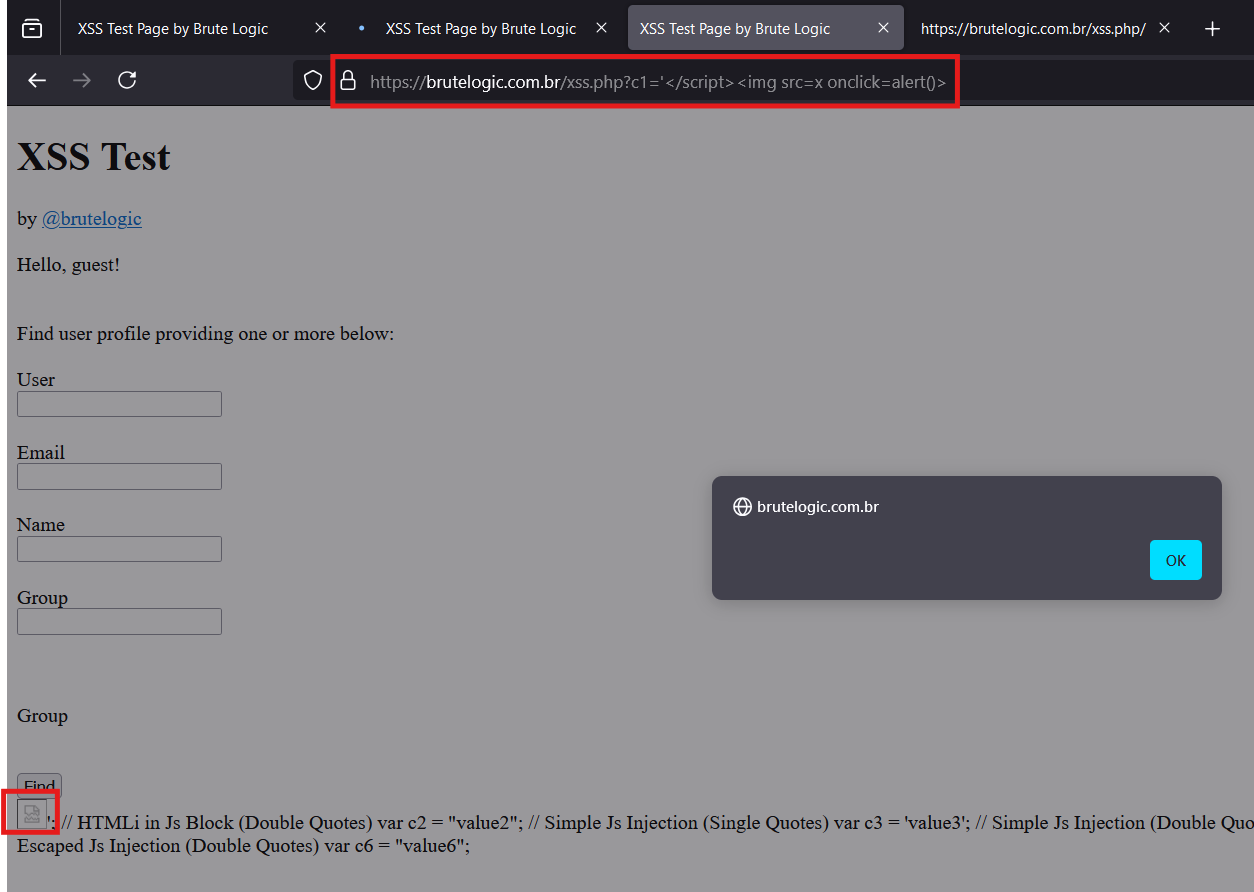 XSS Test Page by Brute Logic
XSS Test Page by Brute Logic
XSS Test Page by Brute Logic
https://brutelogic.com.br/xss.php/
https://brutelogic.com.br/xss.php?c1='</script><img src=x onclick=alert()>
XSS Test
by @brutelogic
Hello, guest!
Find user profile providing one or more below:
User
Email
brutelogic.com.br
Name
OK
Group
Group
Find
'; // HTMLi in Js Block (Double Quotes) var c2 = "value2"; // Simple Js Injection (Single Quotes) var c3 = 'value3'; // Simple Js Injection (Double Quo
Escaped Js Injection (Double Quotes) var c6 = "value6";